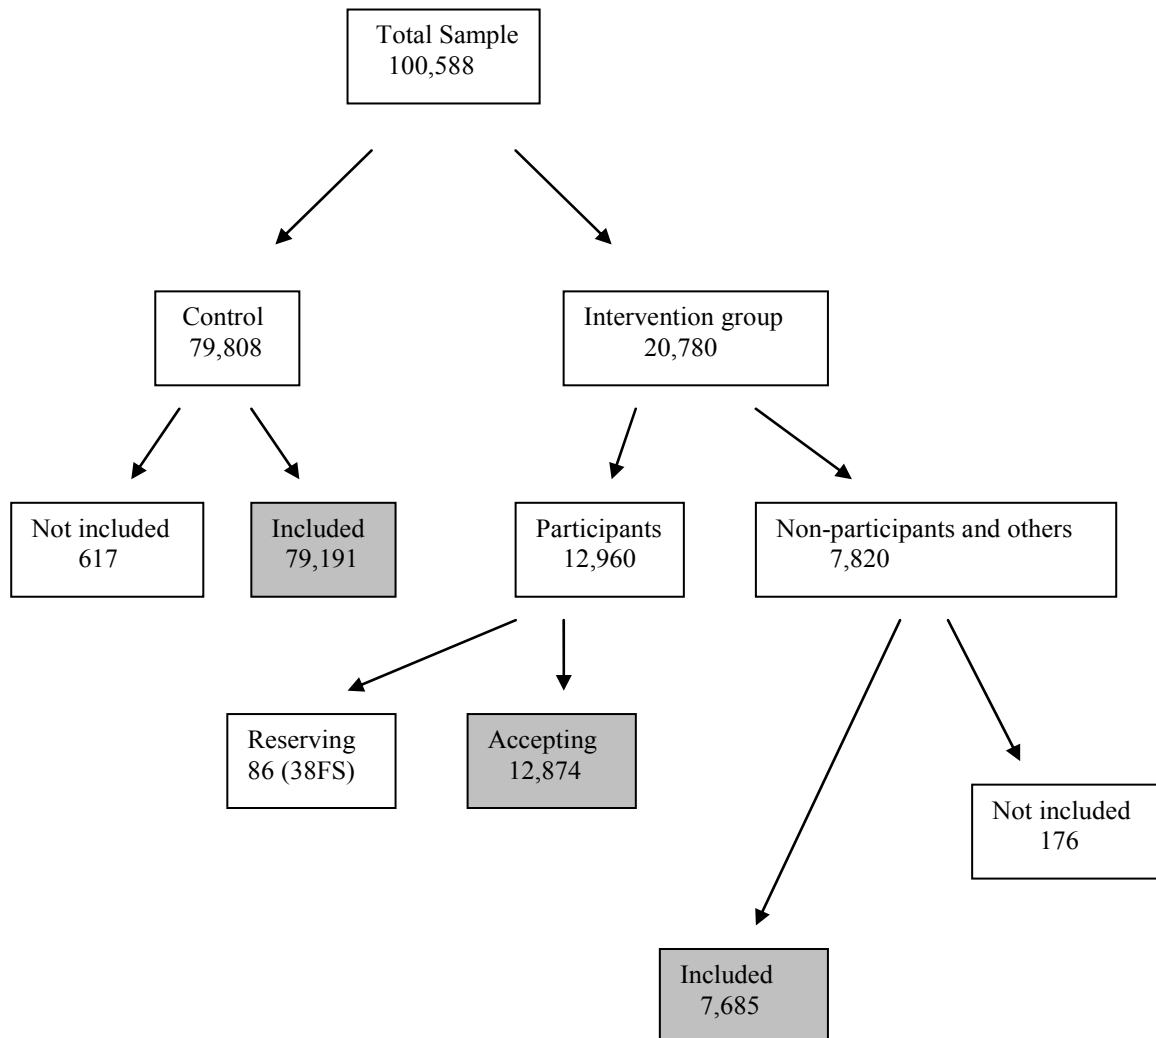 Total Sample
100,588
Control
79,808
Intervention group
20,780
Not included
617
Included
79,191
Participants
12,960
Non-participants and others
7,820
Reserving
86 (38FS)
Accepting
12,874
Not included
176
Included
7,685